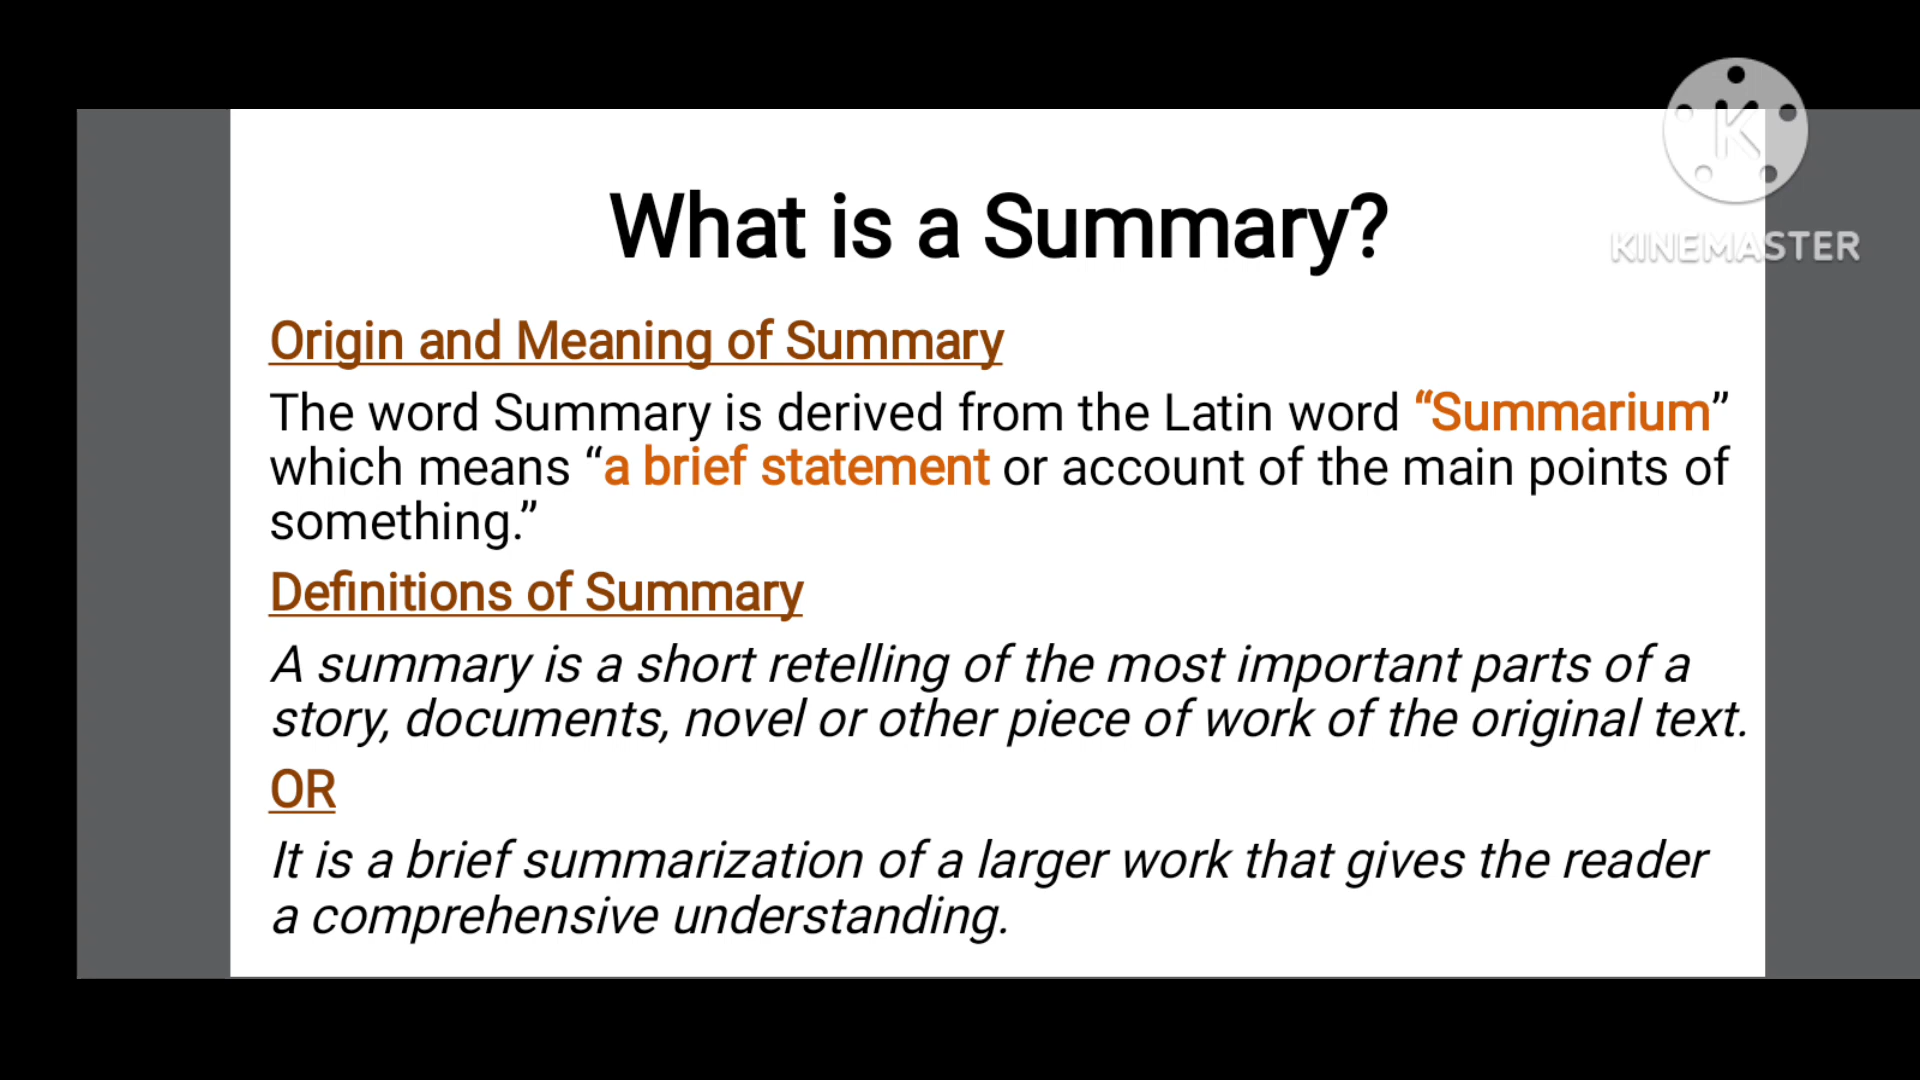 K
KINEMASTER
What is a Summary?
Origin and Meaning of Summary
The word Summary is derived from the Latin word “Summarium”
which means “a brief statement or account of the main points of
something.”
Definitions of Summary
A summary is a short retelling of the most important parts of a
story, documents, novel or other piece of work of the original text.
OR
It is a brief summarization of a larger work that gives the reader
a comprehensive understanding.